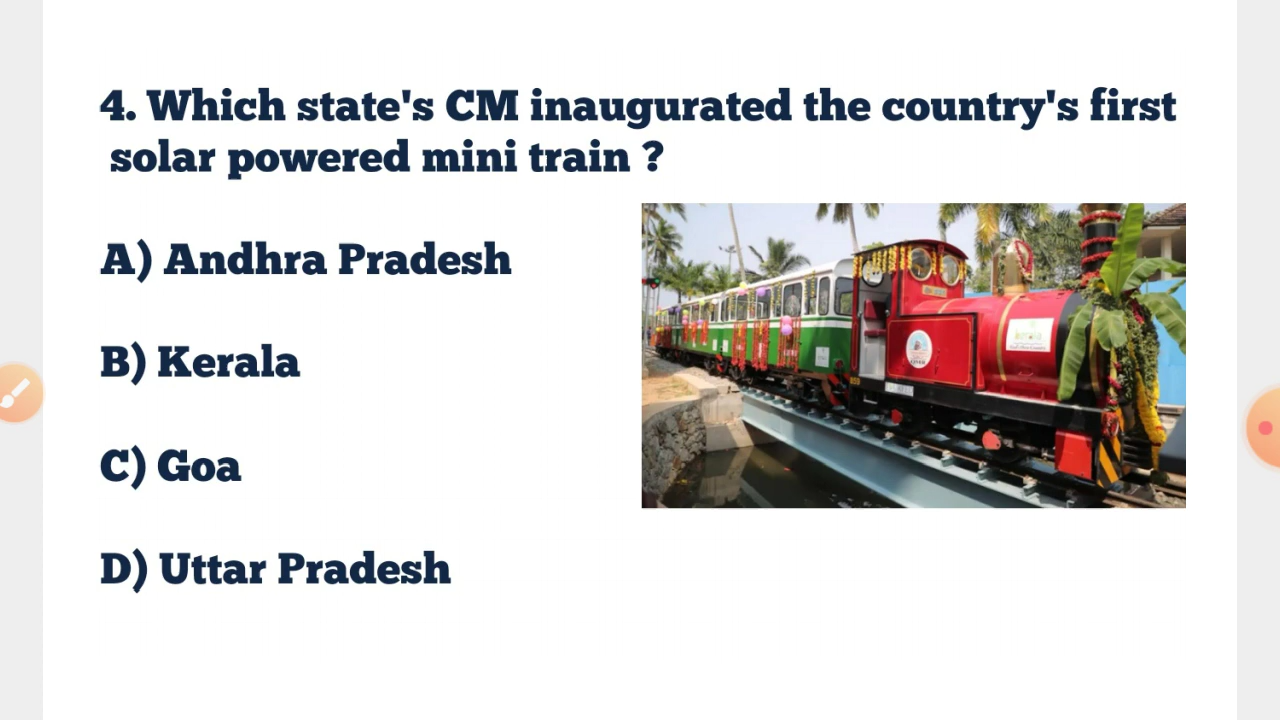 4. Which state's CM inaugurated the country's first
solar powered mini train ?
A) Andhra Pradesh
B) Kerala
C) Goa
D) Uttar Pradesh